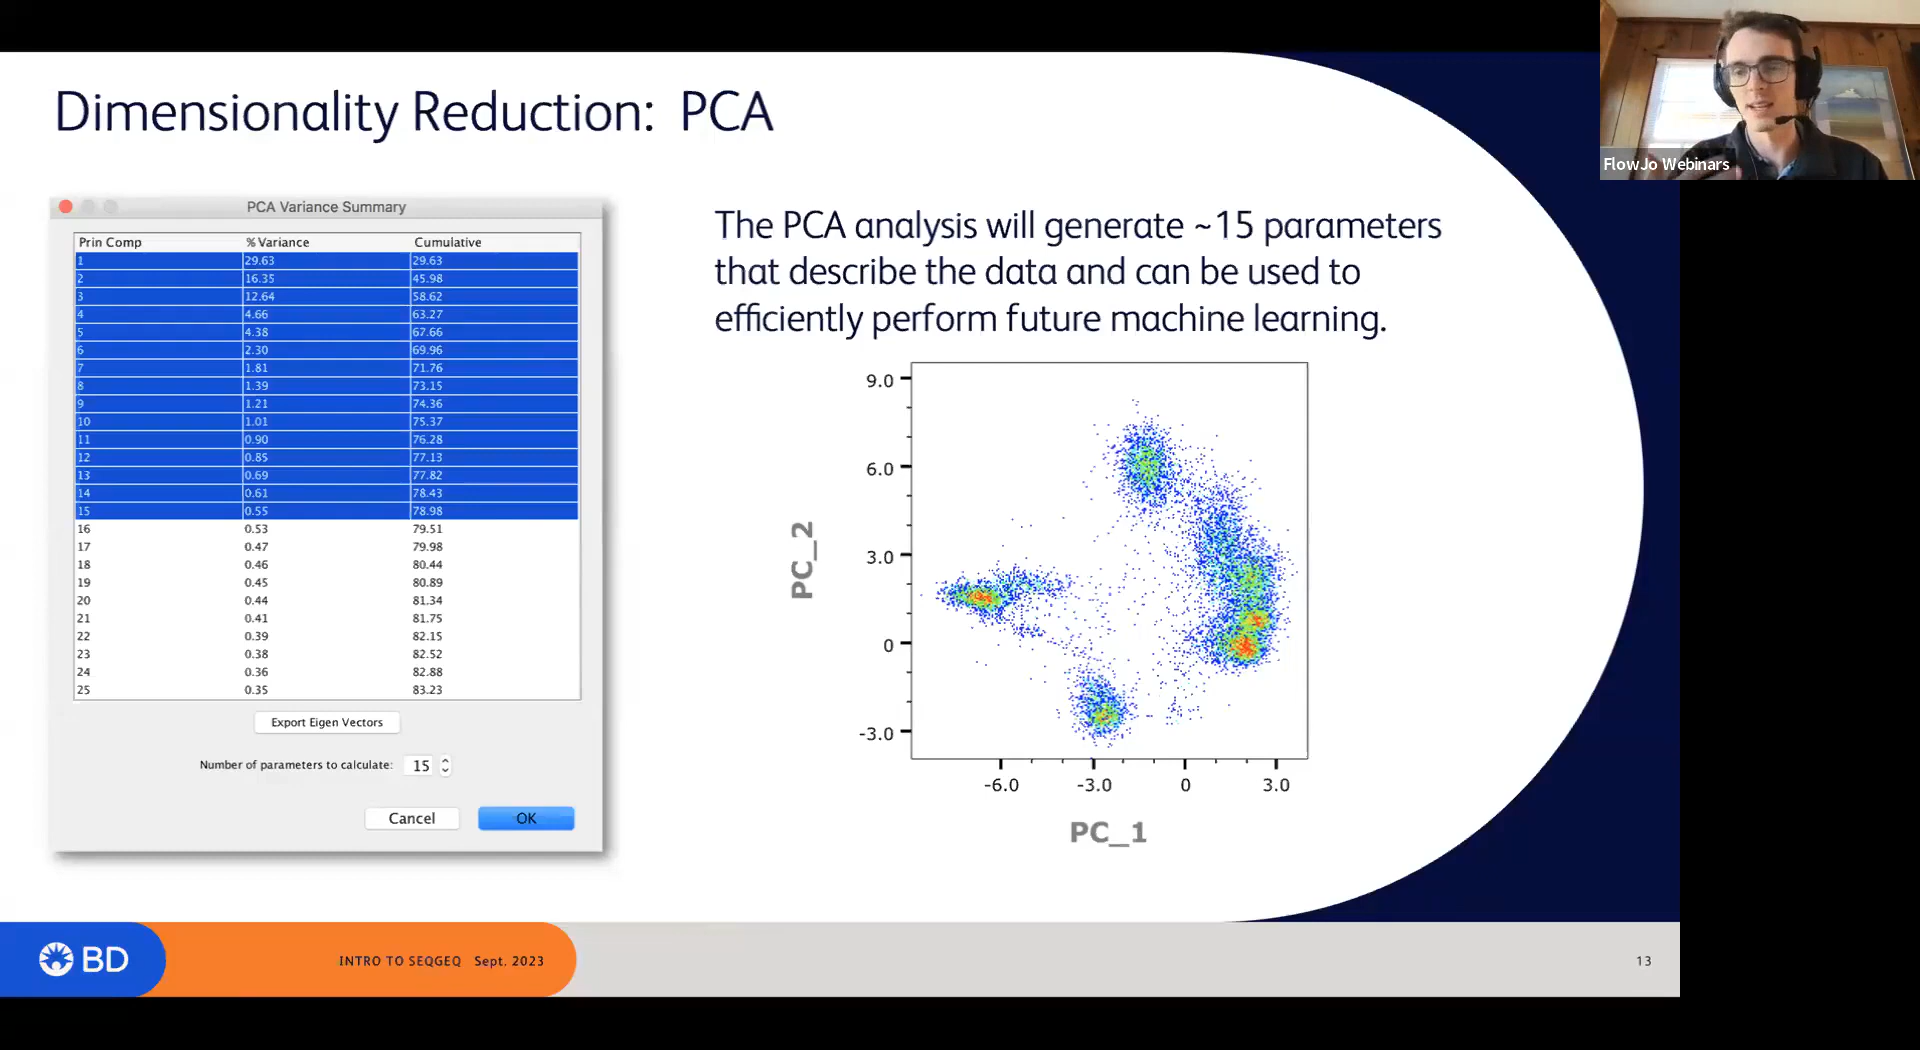 Dimensionality Reduction: PCA
FlowJo Webinars
PCA Variance Summary
Prin Comp % Variance Cumulative
1 29.63 29.63
2 16.35 45.98
3 12.64 58.62
4 4.66 63.27
5 4.38 67.66
6 2.30 69.96
7 1.81 71.76
8 1.39 73.15
9 1.21 74.36
10 1.01 75.37
11 0.90 76.28
12 0.85 77.13
13 0.69 77.82
14 0.61 78.43
15 0.55 78.98
16 0.53 79.51
17 0.47 79.98
18 0.46 80.44
19 0.45 80.89
20 0.44 81.34
21 0.41 81.75
22 0.39 82.15
23 0.38 82.52
24 0.36 82.88
25 0.35 83.23
Export Eigen Vectors
Number of parameters to calculate: 15
Cancel OK
The PCA analysis will generate ~15 parameters
that describe the data and can be used to
efficiently perform future machine learning.
9.0
6.0
3.0
0
-3.0
PC_2
-6.0 -3.0 0 3.0
PC_1
BD
INTRO TO SEQGEQ Sept. 2023
13